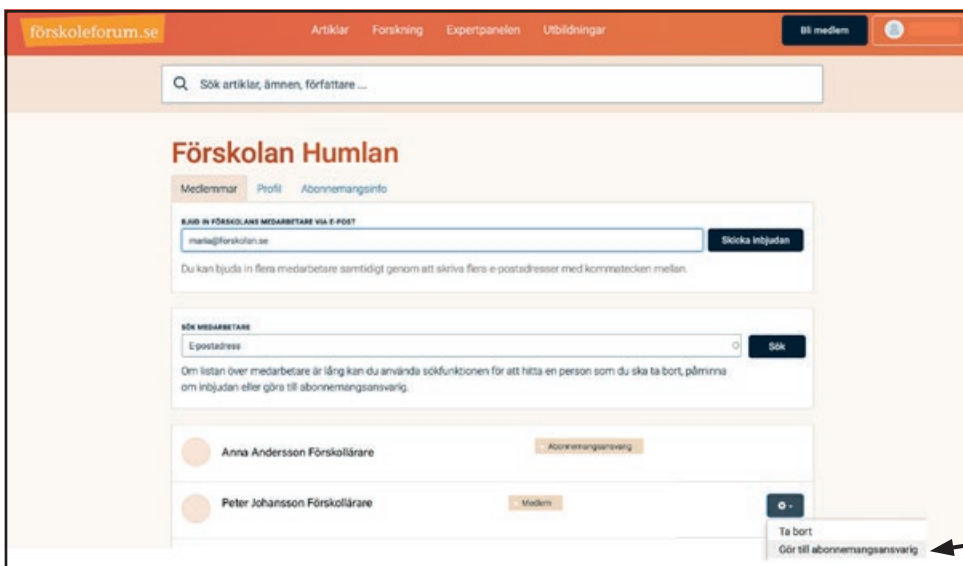 förskoleforum.se
Artiklar Forskning Expertpanelen Utbildningar
Bli medlem
Sök artiklar, ämnen, författare ...
Förskolan Humlan
Medlemmar Profil Abonnemangsinfo
BJUD IN FÖRSKOLANS MEDARBETARE VIA E-POST
maria@forskolan.se
Skicka inbjudan
Du kan bjuda in flera medarbetare samtidigt genom att skriva flera e-postadresser med kommatecken mellan.
SÖK MEDARBETARE
E-postadress
Sök
Om listan över medarbetare är lång kan du använda sökfunktionen för att hitta en person som du ska ta bort, påminna
om inbjudan eller göra till abonnemangsansvarig.
Anna Andersson Förskollärare
Abonnemangsansvarig
Peter Johansson Förskollärare
Medlem
Ta bort
Gör till abonnemangsansvarig